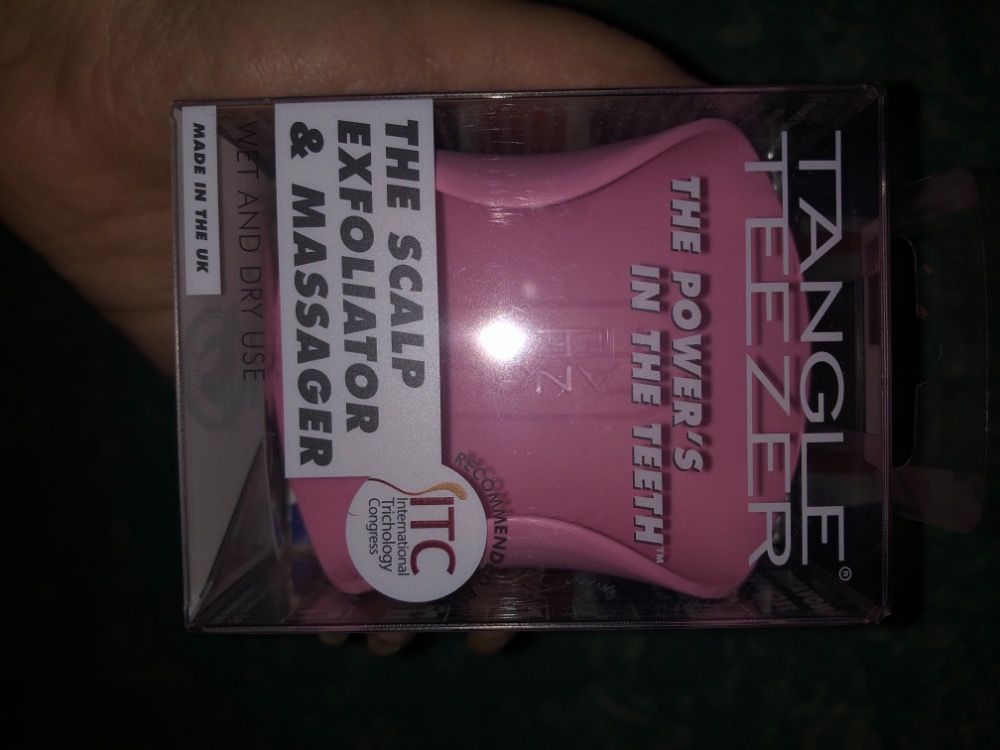 TANGLE
TEEZER®
THE POWER'S
IN THE TEETH™
RECOMMEND
ITC
International
Trichology
Congress
THE SCALP
EXFOLIATOR
& MASSAGER
WET AND DRY USE
MADE IN THE UK